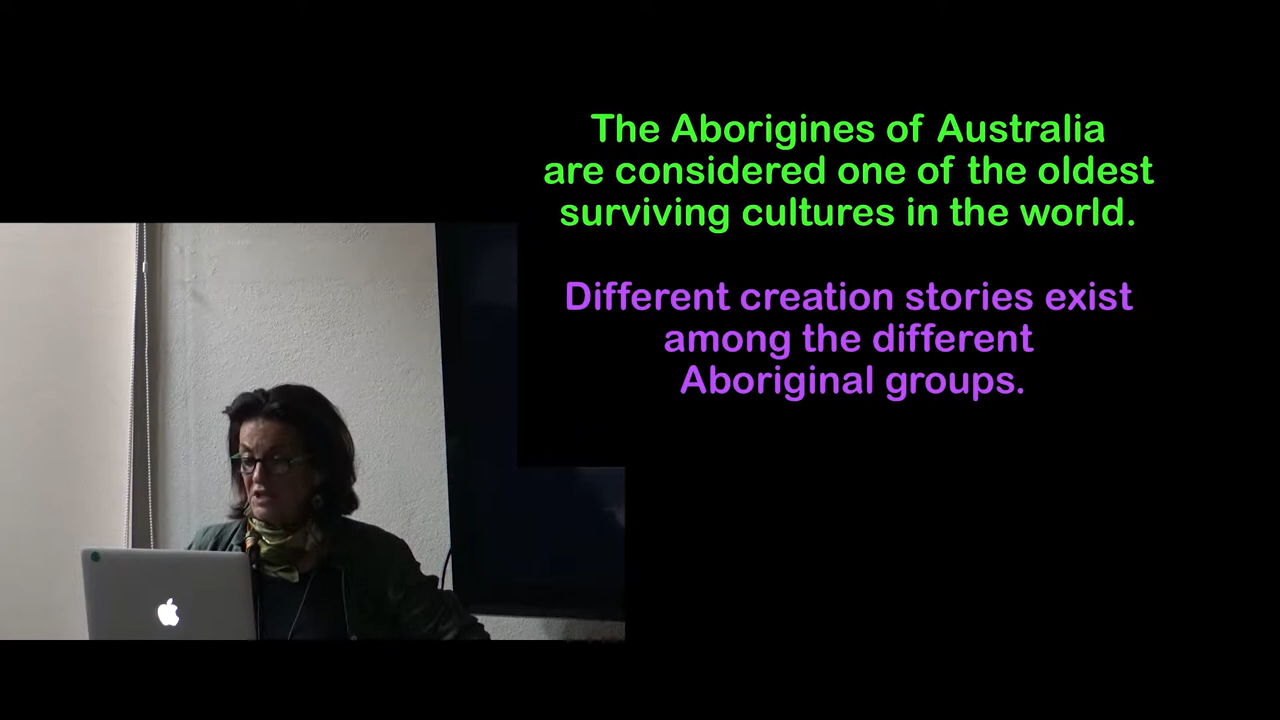 The Aborigines of Australia
are considered one of the oldest
surviving cultures in the world.
Different creation stories exist
among the different
Aboriginal groups.